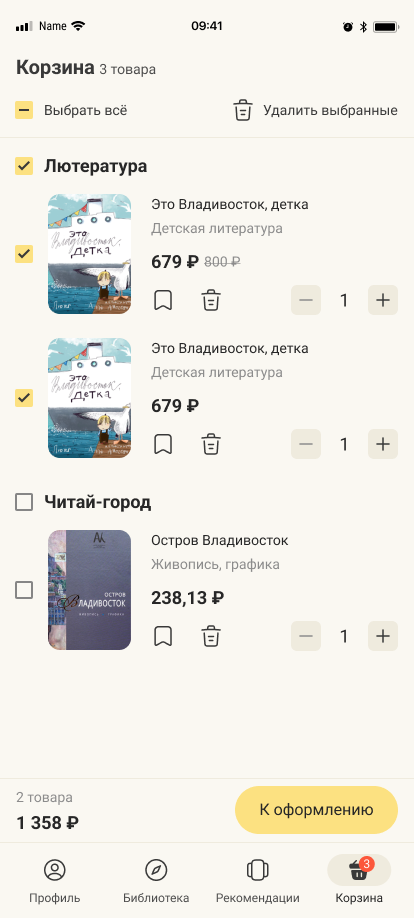 Name 09:41
Корзина 3 товара
Выбрать всё Удалить выбранные
Лютература
Это Владивосток, детка
Детская литература
679 ₽ 800 ₽
1
это
Владивосток,
детка
Это Владивосток, детка
Детская литература
679 ₽
1
это
Владивосток,
детка
Читай-город
Остров Владивосток
Живопись, графика
238,13 ₽
1
АК
ОСТРОВ
ВЛАДИВОСТОК
2 товара
1 358 ₽
К оформлению
3
Профиль Библиотека Рекомендации Корзина